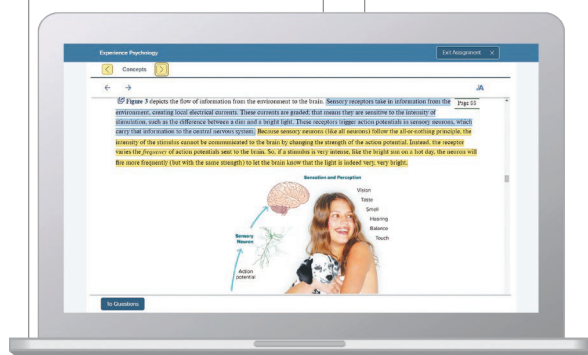 Experience Psychology
Exit Assignment X
Concepts
Figure 3 depicts the flow of information from the environment to the brain. Sensory receptors take in information from the
Page 83
environment, creating local electrical currents. These currents are graded; that means they are sensitive to the intensity of
stimulation, such as the difference between a dim and a bright light. These receptors trigger action potentials in sensory neurons, which
carry that information to the central nervous system. Because sensory neurons (like all neurons) follow the all-or-nothing principle, the
intensity of the stimulus cannot be communicated to the brain by changing the strength of the action potential. Instead, the receptor
varies the frequency of action potentials sent to the brain. So, if a stimulus is very intense, like the bright sun on a hot day, the neuron will
fire more frequently (but with the same strength) to let the brain know that the light is indeed very, very bright.
Sensation and Perception
Vision
Taste
Smell
Hearing
Balance
Touch
Sensory
Neuron
Action
potential
To Questions